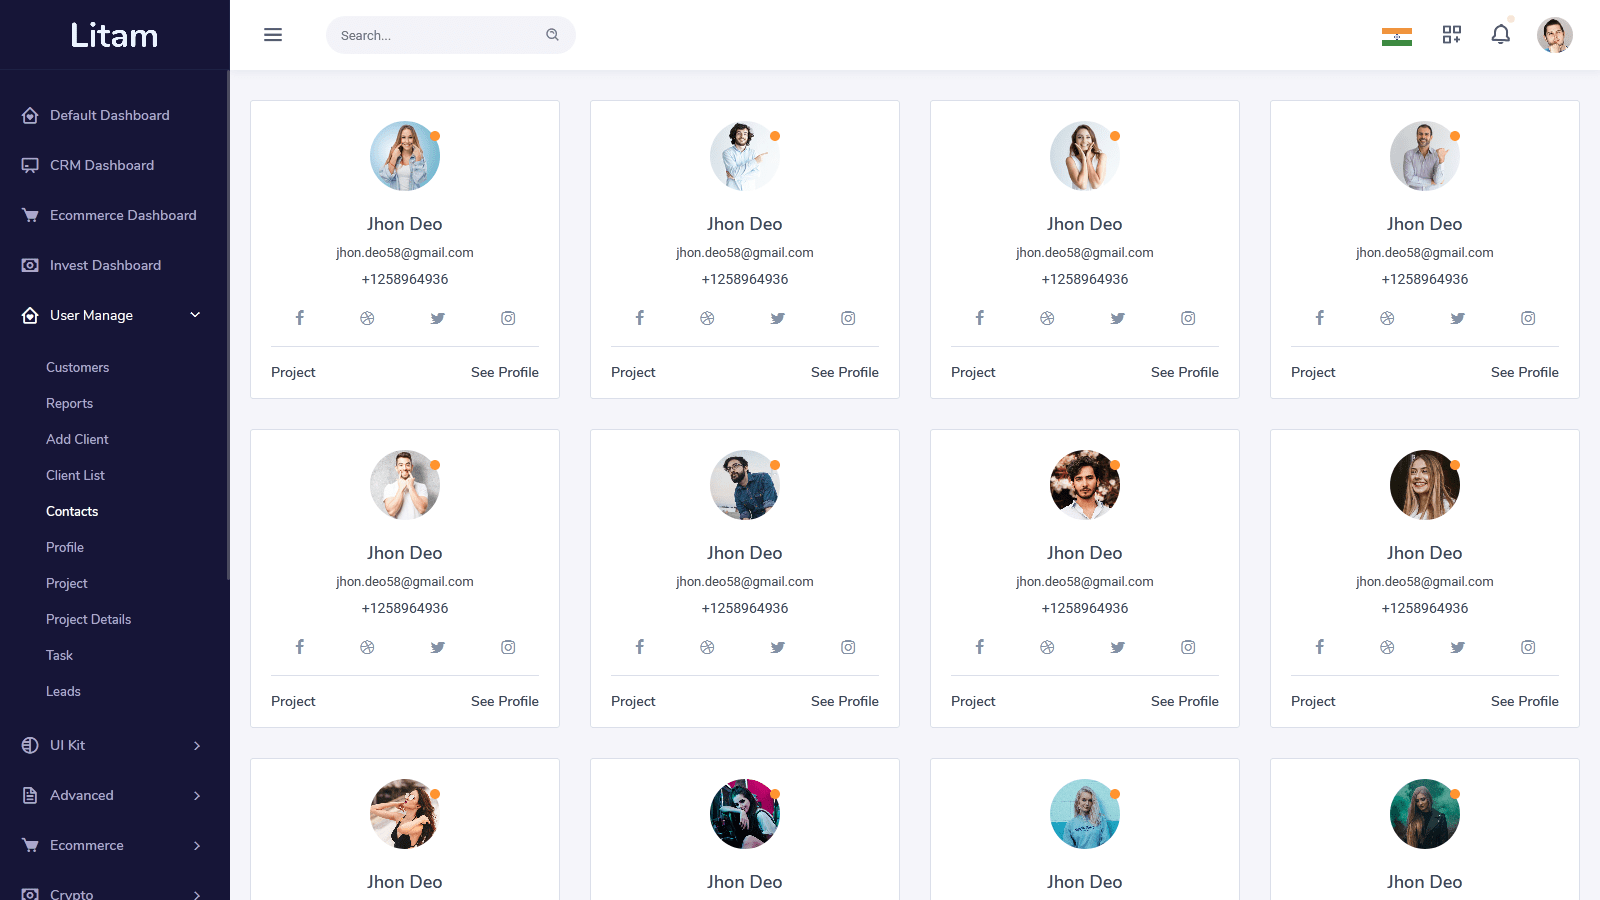 Litam
Search...
Default Dashboard
CRM Dashboard
Ecommerce Dashboard
Invest Dashboard
User Manage
Customers
Reports
Add Client
Client List
Contacts
Profile
Project
Project Details
Task
Leads
UI Kit
Advanced
Ecommerce
Crypto
Jhon Deo Jhon Deo Jhon Deo Jhon Deo
jhon.deo58@gmail.com jhon.deo58@gmail.com jhon.deo58@gmail.com jhon.deo58@gmail.com
+1258964936 +1258964936 +1258964936 +1258964936
Project See Profile Project See Profile Project See Profile Project See Profile
Jhon Deo Jhon Deo Jhon Deo Jhon Deo
jhon.deo58@gmail.com jhon.deo58@gmail.com jhon.deo58@gmail.com jhon.deo58@gmail.com
+1258964936 +1258964936 +1258964936 +1258964936
Project See Profile Project See Profile Project See Profile Project See Profile
Jhon Deo Jhon Deo Jhon Deo Jhon Deo